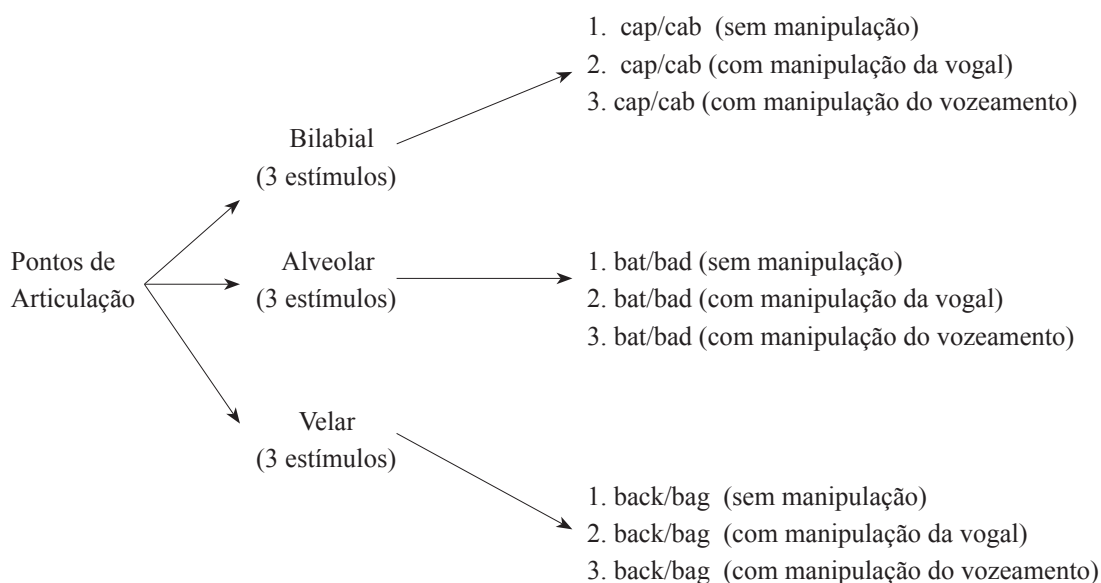 1. cap/cab (sem manipulação)
2. cap/cab (com manipulação da vogal)
3. cap/cab (com manipulação do vozeamento)
Bilabial
(3 estímulos)
Pontos de
Articulação
Alveolar
(3 estímulos)
1. bat/bad (sem manipulação)
2. bat/bad (com manipulação da vogal)
3. bat/bad (com manipulação do vozeamento)
Velar
(3 estímulos)
1. back/bag (sem manipulação)
2. back/bag (com manipulação da vogal)
3. back/bag (com manipulação do vozeamento)